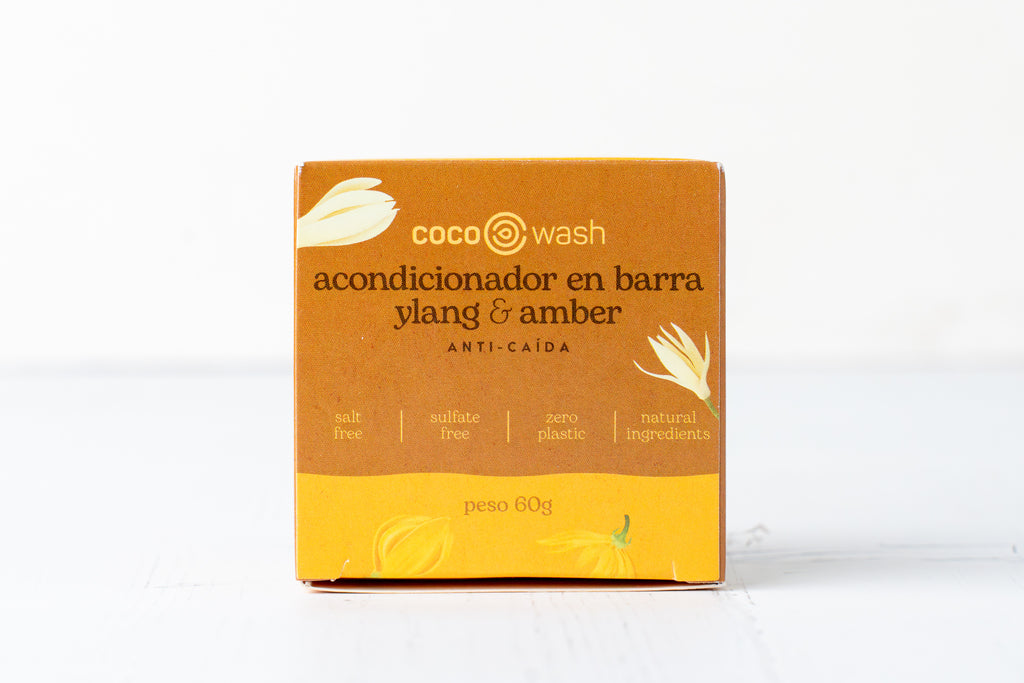 coco wash
acondicionador en barra
ylang & amber
ANTI-CAÍDA
salt free
sulfate free
zero plastic
natural ingredients
peso 60g